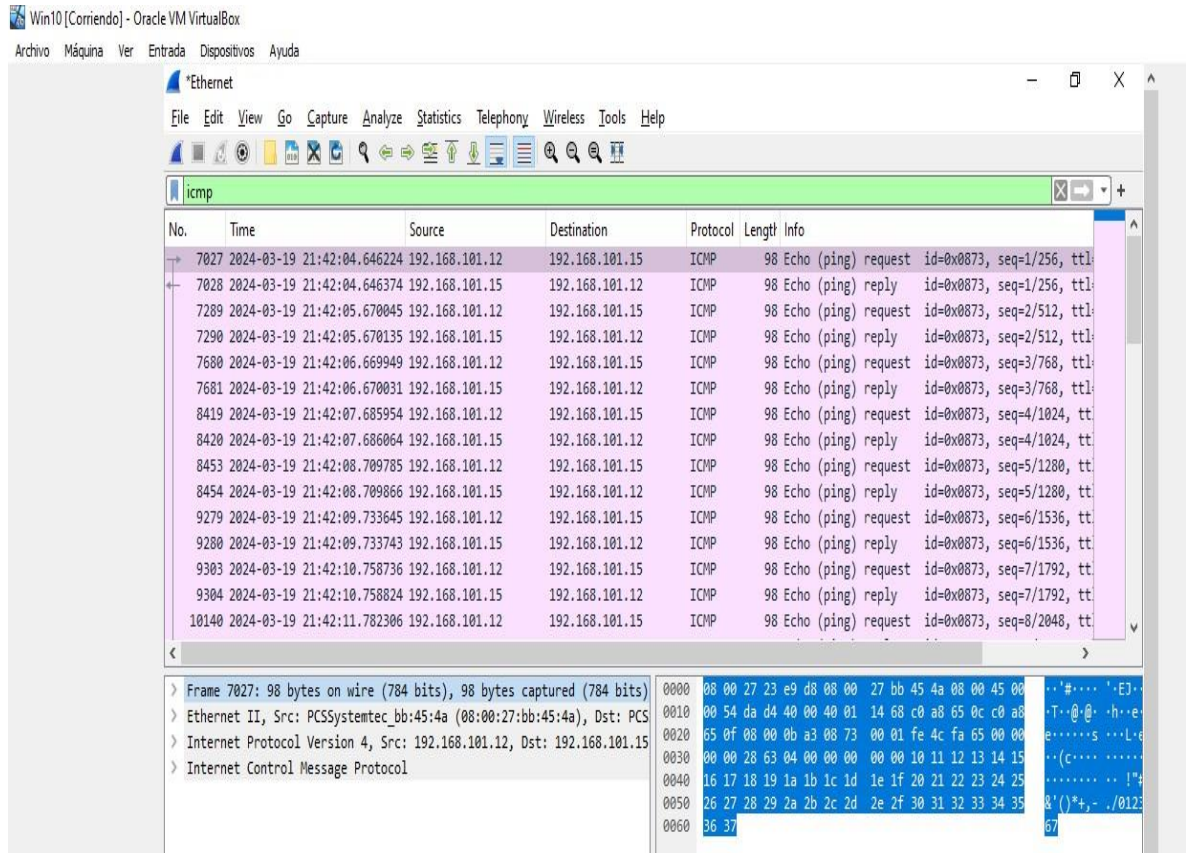 Win10 [Corriendo] - Oracle VM VirtualBox
Archivo Máquina Ver Entrada Dispositivos Ayuda
*Ethernet
File Edit View Go Capture Analyze Statistics Telephony Wireless Tools Help
icmp
No. Time Source Destination Protocol Length Info
7027 2024-03-19 21:42:04.646224 192.168.101.12 192.168.101.15 ICMP 98 Echo (ping) request id=0x0873, seq=1/256, ttl=
7028 2024-03-19 21:42:04.646374 192.168.101.15 192.168.101.12 ICMP 98 Echo (ping) reply id=0x0873, seq=1/256, ttl=
7289 2024-03-19 21:42:05.670045 192.168.101.12 192.168.101.15 ICMP 98 Echo (ping) request id=0x0873, seq=2/512, ttl=
7290 2024-03-19 21:42:05.670135 192.168.101.15 192.168.101.12 ICMP 98 Echo (ping) reply id=0x0873, seq=2/512, ttl=
7680 2024-03-19 21:42:06.669949 192.168.101.12 192.168.101.15 ICMP 98 Echo (ping) request id=0x0873, seq=3/768, ttl=
7681 2024-03-19 21:42:06.670031 192.168.101.15 192.168.101.12 ICMP 98 Echo (ping) reply id=0x0873, seq=3/768, ttl=
8419 2024-03-19 21:42:07.685954 192.168.101.12 192.168.101.15 ICMP 98 Echo (ping) request id=0x0873, seq=4/1024, tt
8420 2024-03-19 21:42:07.686064 192.168.101.15 192.168.101.12 ICMP 98 Echo (ping) reply id=0x0873, seq=4/1024, tt
8453 2024-03-19 21:42:08.709785 192.168.101.12 192.168.101.15 ICMP 98 Echo (ping) request id=0x0873, seq=5/1280, tt
8454 2024-03-19 21:42:08.709866 192.168.101.15 192.168.101.12 ICMP 98 Echo (ping) reply id=0x0873, seq=5/1280, tt
9279 2024-03-19 21:42:09.733645 192.168.101.12 192.168.101.15 ICMP 98 Echo (ping) request id=0x0873, seq=6/1536, tt
9280 2024-03-19 21:42:09.733743 192.168.101.15 192.168.101.12 ICMP 98 Echo (ping) reply id=0x0873, seq=6/1536, tt
9303 2024-03-19 21:42:10.758736 192.168.101.12 192.168.101.15 ICMP 98 Echo (ping) request id=0x0873, seq=7/1792, tt
9304 2024-03-19 21:42:10.758824 192.168.101.15 192.168.101.12 ICMP 98 Echo (ping) reply id=0x0873, seq=7/1792, tt
10140 2024-03-19 21:42:11.782306 192.168.101.12 192.168.101.15 ICMP 98 Echo (ping) request id=0x0873, seq=8/2048, tt
Frame 7027: 98 bytes on wire (784 bits), 98 bytes captured (784 bits)
Ethernet II, Src: PCSSystemtec_bb:45:4a (08:00:27:bb:45:4a), Dst: PCS
Internet Protocol Version 4, Src: 192.168.101.12, Dst: 192.168.101.15
Internet Control Message Protocol
0000 08 00 27 23 e9 d8 08 00 27 bb 45 4a 08 00 45 00 ··'#···· '·EJ··
0010 00 54 da d4 40 00 40 01 14 68 c0 a8 65 0c c0 a8 ·T··@·@· ·h··e·
0020 65 0f 08 00 0b a3 08 73 00 01 fe 4c fa 65 00 00 e······s ···L·e
0030 00 00 28 63 04 00 00 00 00 00 10 11 12 13 14 15 ··(c···· ······
0040 16 17 18 19 1a 1b 1c 1d 1e 1f 20 21 22 23 24 25 ········ ·· !"#
0050 26 27 28 29 2a 2b 2c 2d 2e 2f 30 31 32 33 34 35 &'()*+,- ./0123
0060 36 37 67